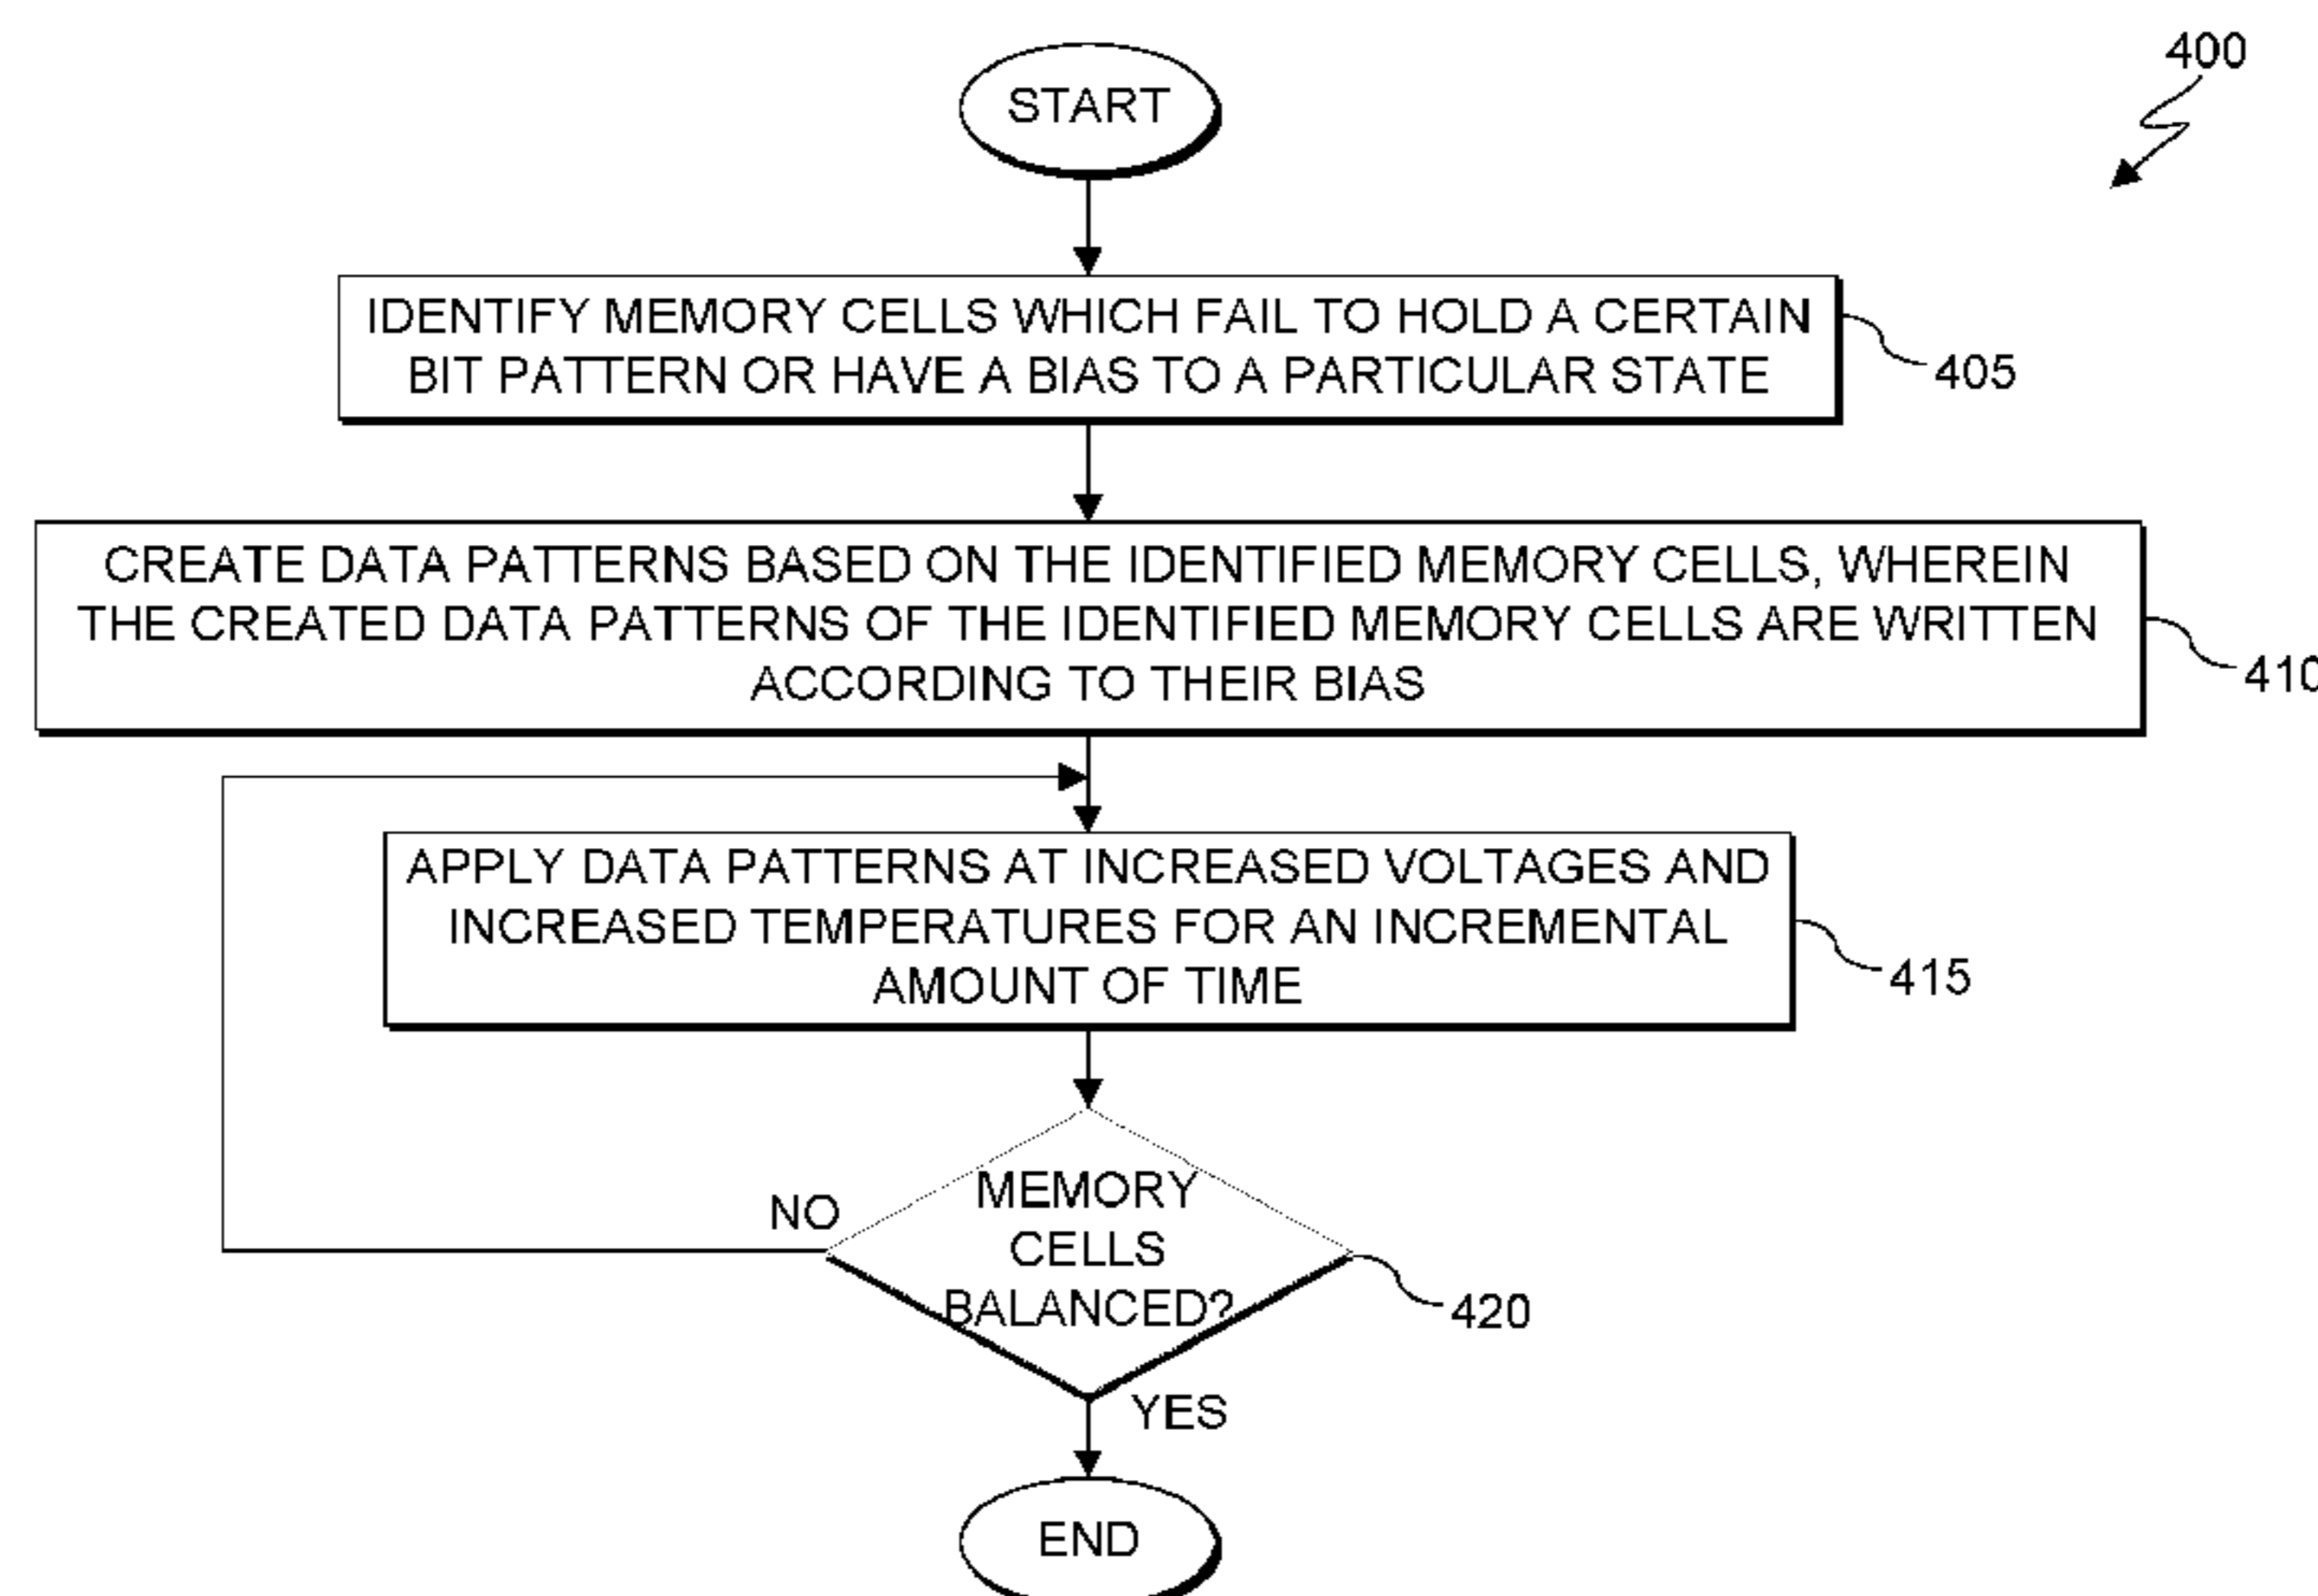 400
START
IDENTIFY MEMORY CELLS WHICH FAIL TO HOLD A CERTAIN
BIT PATTERN OR HAVE A BIAS TO A PARTICULAR STATE
405
CREATE DATA PATTERNS BASED ON THE IDENTIFIED MEMORY CELLS, WHEREIN
THE CREATED DATA PATTERNS OF THE IDENTIFIED MEMORY CELLS ARE WRITTEN
ACCORDING TO THEIR BIAS
410
APPLY DATA PATTERNS AT INCREASED VOLTAGES AND
INCREASED TEMPERATURES FOR AN INCREMENTAL
AMOUNT OF TIME
415
MEMORY
CELLS
BALANCED?
NO
420
YES
END